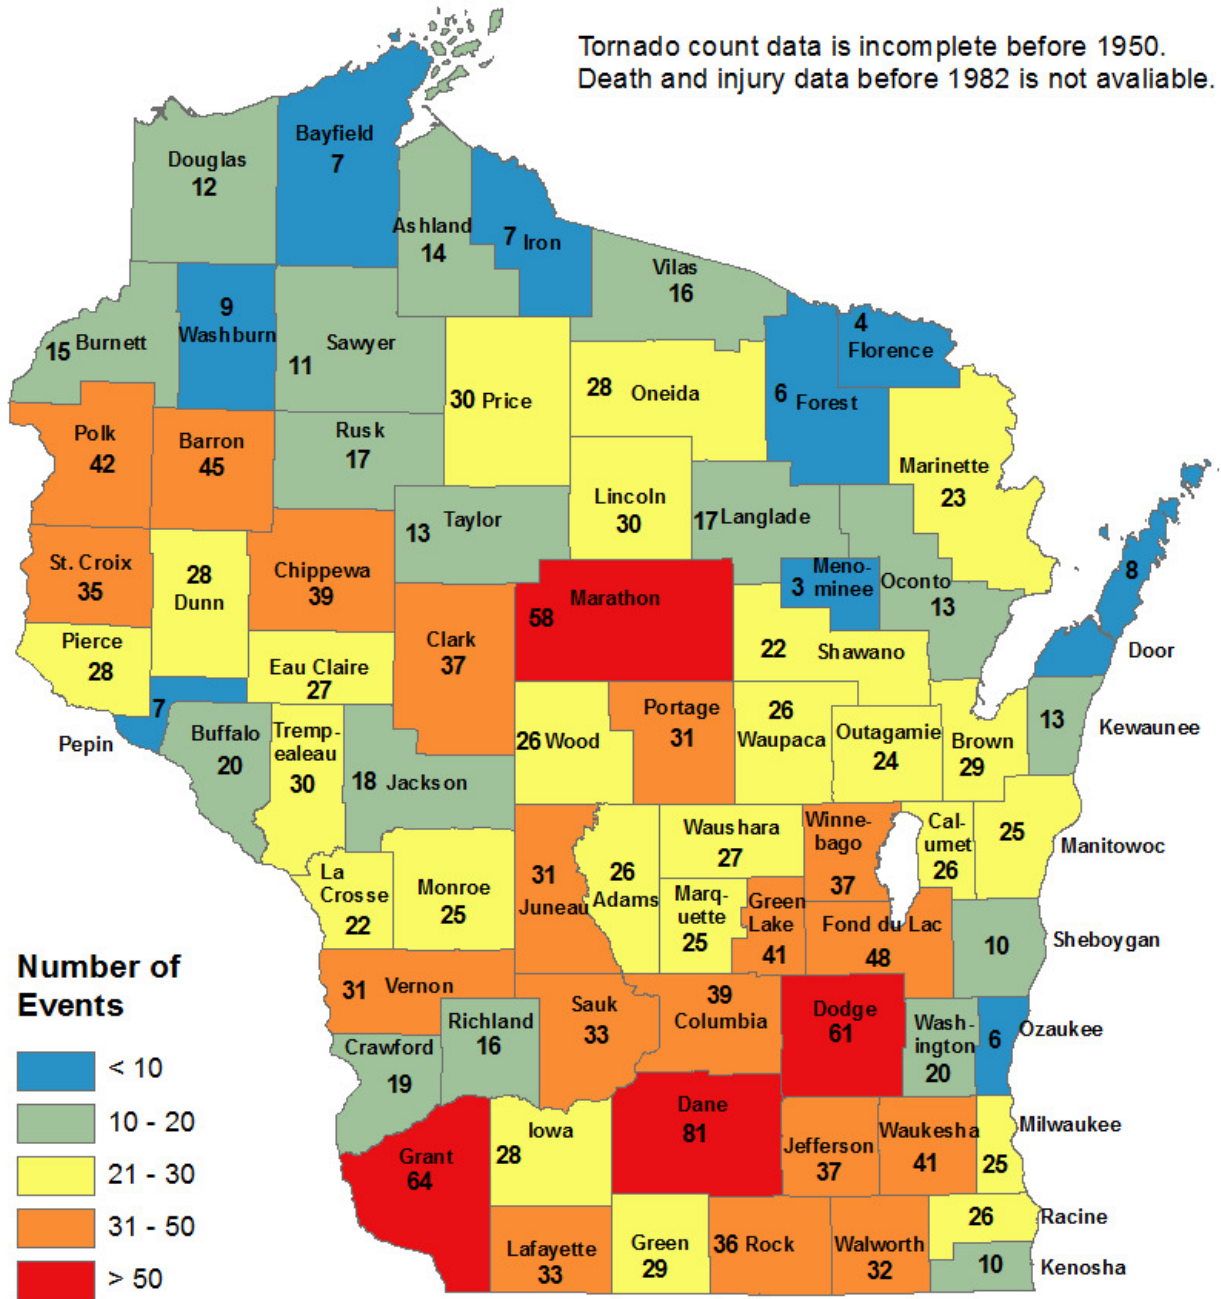 Tornado count data is incomplete before 1950.
Death and injury data before 1982 is not avaliable.
Bayfield
7
Douglas
12
Ashland
14
7 Iron
Vilas
16
9
Washburn
15 Burnett
Sawyer
11
4
Florence
30 Price
28 Oneida
6 Forest
Polk
42
Barron
45
Rusk
17
Marinette
23
Lincoln
30
13 Taylor
17 Langlade
St. Croix
35
28
Dunn
Chippewa
39
58 Marathon
3 Meno-
minee
Oconto
13
8
Door
Pierce
28
Eau Claire
27
Clark
37
22 Shawano
7
Pepin
Buffalo
20
Tremp-
ealeau
30
18 Jackson
26 Wood
Portage
31
26
Waupaca
Outagamie
24
Brown
29
13
Kewaunee
La
Crosse
22
Monroe
25
31
Juneau
26
Adams
Waushara
27
Marq-
uette
25
Winne-
bago
37
Green
Lake
41
Cal-
umet
26
25
Manitowoc
Fond du Lac
48
10
Sheboygan
31 Vernon
Richland
16
Sauk
33
39
Columbia
Dodge
61
Wash-
ington
20
6
Ozaukee
Crawford
19
Grant
64
Iowa
28
Dane
81
Jefferson
37
Waukesha
41
Milwaukee
25
Lafayette
33
Green
29
36 Rock
Walworth
32
26
Racine
10
Kenosha
Number of
Events
< 10
10 - 20
21 - 30
31 - 50
> 50